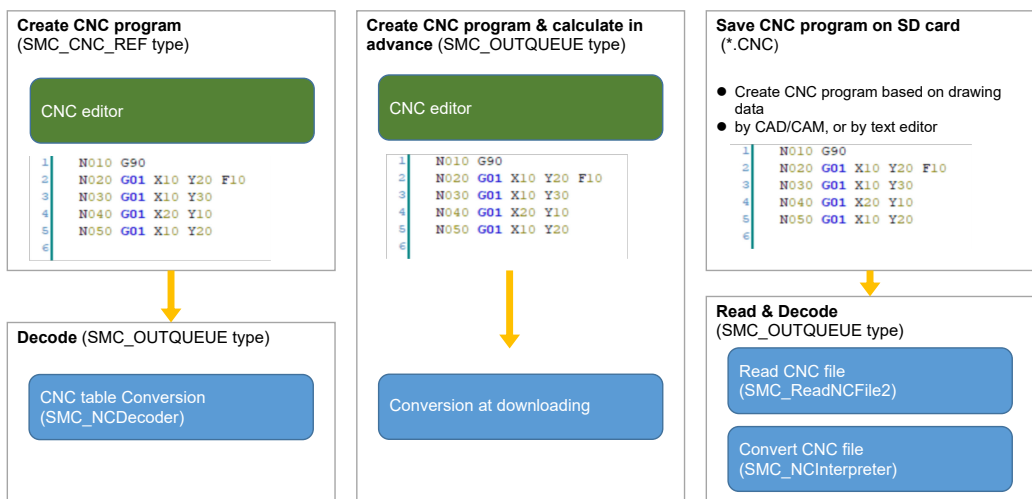 Create CNC program
(SMC_CNC_REF type)
CNC editor
1 N010 G90
2 N020 G01 X10 Y20 F10
3 N030 G01 X10 Y30
4 N040 G01 X20 Y10
5 N050 G01 X10 Y20
6
Decode (SMC_OUTQUEUE type)
CNC table Conversion
(SMC_NCDecoder)
Create CNC program & calculate in
advance (SMC_OUTQUEUE type)
CNC editor
1 N010 G90
2 N020 G01 X10 Y20 F10
3 N030 G01 X10 Y30
4 N040 G01 X20 Y10
5 N050 G01 X10 Y20
6
Conversion at downloading
Save CNC program on SD card
(*.CNC)
● Create CNC program based on drawing
data
● by CAD/CAM, or by text editor
1 N010 G90
2 N020 G01 X10 Y20 F10
3 N030 G01 X10 Y30
4 N040 G01 X20 Y10
5 N050 G01 X10 Y20
6
Read & Decode
(SMC_OUTQUEUE type)
Read CNC file
(SMC_ReadNCFile2)
Convert CNC file
(SMC_NCInterpreter)